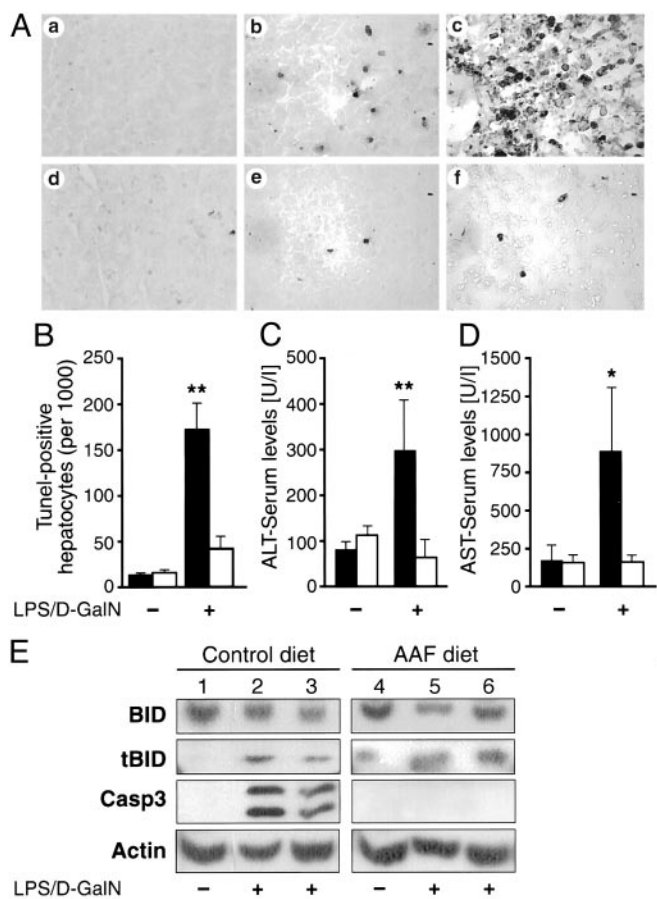 A
a b c
d e f
B C D
Tunel-positive
hepatocytes (per 1000)
250
200
150
100
50
0
**
ALT-Serum levels [U/l]
500
400
300
200
100
0
**
AST-Serum levels [U/l]
1500
1250
1000
750
500
250
0
*
LPS/D-GalN − + − + − +
E
Control diet AAF diet
1 2 3 4 5 6
BID
tBID
Casp3
Actin
LPS/D-GalN − + + − + +